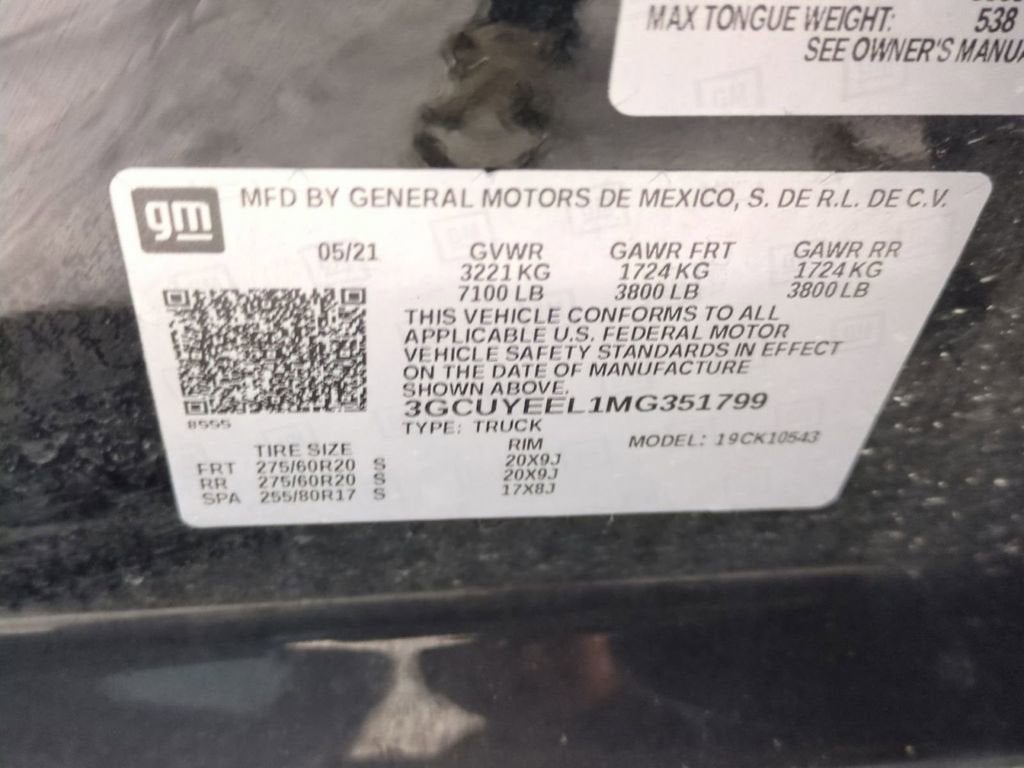 MAX TONGUE WEIGHT: 538
SEE OWNER'S MANUA
gm
MFD BY GENERAL MOTORS DE MEXICO, S. DE R.L. DE C.V.
05/21 GVWR GAWR FRT GAWR RR
3221 KG 1724 KG 1724 KG
7100 LB 3800 LB 3800 LB
THIS VEHICLE CONFORMS TO ALL
APPLICABLE U.S. FEDERAL MOTOR
VEHICLE SAFETY STANDARDS IN EFFECT
ON THE DATE OF MANUFACTURE
SHOWN ABOVE.
3GCUYEEL1MG351799
8555
TYPE: TRUCK
MODEL: 19CK10543
TIRE SIZE RIM
FRT 275/60R20 S 20X9J
RR 275/60R20 S 20X9J
SPA 255/80R17 S 17X8J